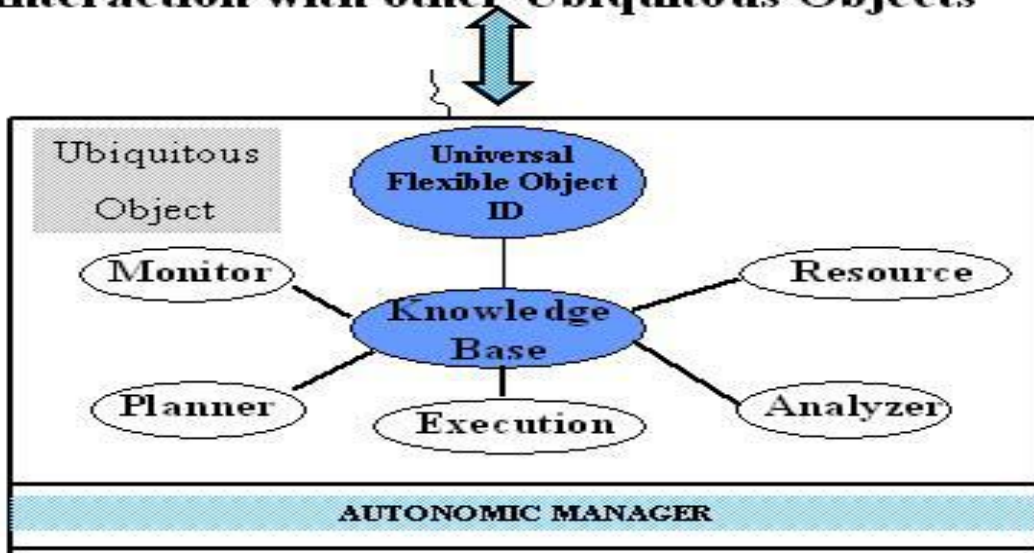 Interaction with other Ubiquitous Objects
Ubiquitous
Object
Universal
Flexible Object
ID
Monitor
Resource
Knowledge
Base
Planner
Execution
Analyzer
AUTONOMIC MANAGER